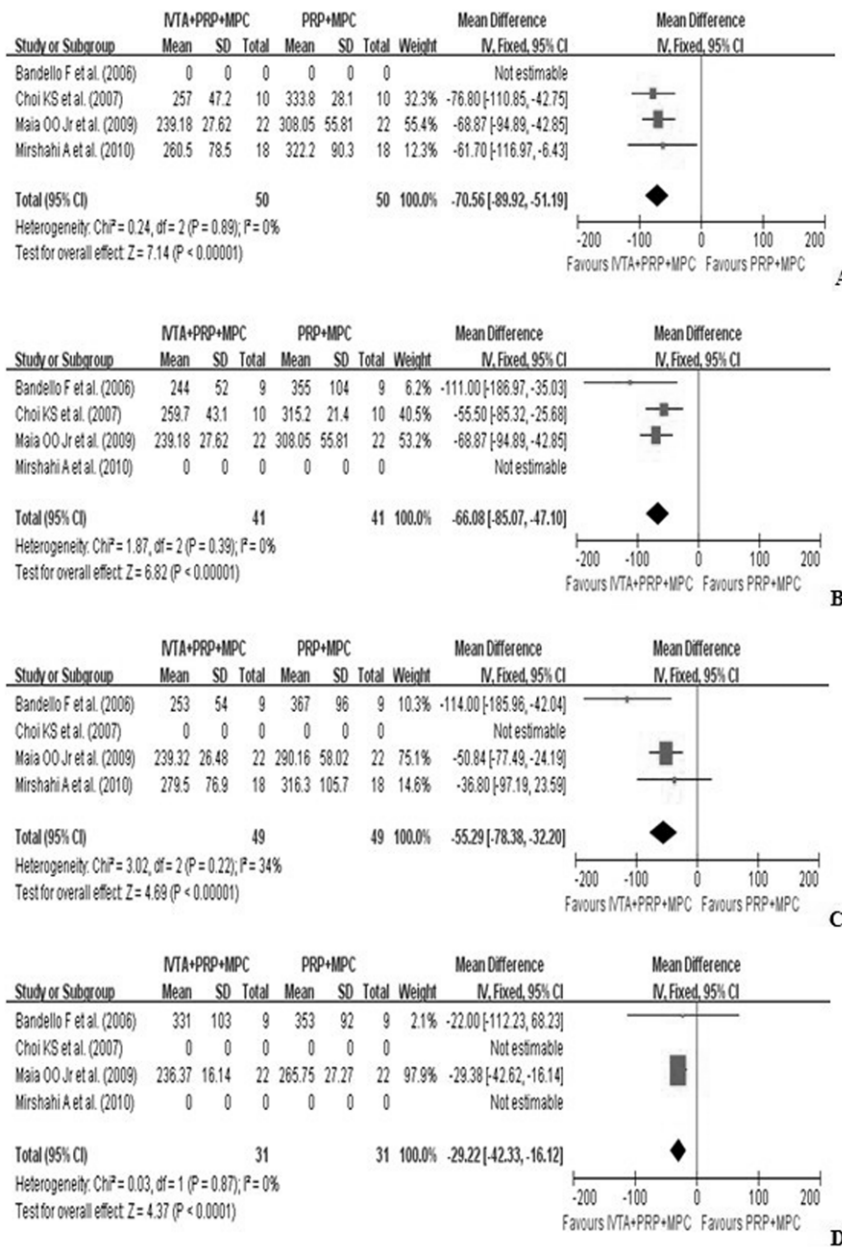 IVTA+PRP+MPC PRP+MPC Mean Difference Mean Difference
Study or Subgroup Mean SD Total Mean SD Total Weight IV, Fixed, 95% CI IV, Fixed, 95% CI
Bandello F et al. (2006) 0 0 0 0 0 0 Not estimable
Choi KS et al. (2007) 257 47.2 10 333.8 28.1 10 32.3% -76.80 [-110.85, -42.75]
Maia OO Jr et al. (2009) 239.18 27.62 22 308.05 55.81 22 55.4% -68.87 [-94.89, -42.85]
Mirshahi A et al. (2010) 260.5 78.5 18 322.2 90.3 18 12.3% -61.70 [-116.97, -6.43]
Total (95% CI) 50 50 100.0% -70.56 [-89.92, -51.19]
Heterogeneity: Chi² = 0.24, df = 2 (P = 0.89); I² = 0%
Test for overall effect: Z = 7.14 (P < 0.00001)
-200 -100 0 100 200
Favours IVTA+PRP+MPC Favours PRP+MPC
A
IVTA+PRP+MPC PRP+MPC Mean Difference Mean Difference
Study or Subgroup Mean SD Total Mean SD Total Weight IV, Fixed, 95% CI IV, Fixed, 95% CI
Bandello F et al. (2006) 244 52 9 355 104 9 6.2% -111.00 [-186.97, -35.03]
Choi KS et al. (2007) 259.7 43.1 10 315.2 21.4 10 40.5% -55.50 [-85.32, -25.68]
Maia OO Jr et al. (2009) 239.18 27.62 22 308.05 55.81 22 53.2% -68.87 [-94.89, -42.85]
Mirshahi A et al. (2010) 0 0 0 0 0 0 Not estimable
Total (95% CI) 41 41 100.0% -66.08 [-85.07, -47.10]
Heterogeneity: Chi² = 1.87, df = 2 (P = 0.39); I² = 0%
Test for overall effect: Z = 6.82 (P < 0.00001)
-200 -100 0 100 200
Favours IVTA+PRP+MPC Favours PRP+MPC
B
IVTA+PRP+MPC PRP+MPC Mean Difference Mean Difference
Study or Subgroup Mean SD Total Mean SD Total Weight IV, Fixed, 95% CI IV, Fixed, 95% CI
Bandello F et al. (2006) 253 54 9 367 96 9 10.3% -114.00 [-185.96, -42.04]
Choi KS et al. (2007) 0 0 0 0 0 0 Not estimable
Maia OO Jr et al. (2009) 239.32 26.48 22 290.16 58.02 22 75.1% -50.84 [-77.49, -24.19]
Mirshahi A et al. (2010) 279.5 76.9 18 316.3 105.7 18 14.6% -36.80 [-97.19, 23.59]
Total (95% CI) 49 49 100.0% -55.29 [-78.38, -32.20]
Heterogeneity: Chi² = 3.02, df = 2 (P = 0.22); I² = 34%
Test for overall effect: Z = 4.69 (P < 0.00001)
-200 -100 0 100 200
Favours IVTA+PRP+MPC Favours PRP+MPC
C
IVTA+PRP+MPC PRP+MPC Mean Difference Mean Difference
Study or Subgroup Mean SD Total Mean SD Total Weight IV, Fixed, 95% CI IV, Fixed, 95% CI
Bandello F et al. (2006) 331 103 9 353 92 9 2.1% -22.00 [-112.23, 68.23]
Choi KS et al. (2007) 0 0 0 0 0 0 Not estimable
Maia OO Jr et al. (2009) 236.37 16.14 22 265.75 27.27 22 97.9% -29.38 [-42.62, -16.14]
Mirshahi A et al. (2010) 0 0 0 0 0 0 Not estimable
Total (95% CI) 31 31 100.0% -29.22 [-42.33, -16.12]
Heterogeneity: Chi² = 0.03, df = 1 (P = 0.87); I² = 0%
Test for overall effect: Z = 4.37 (P < 0.0001)
-200 -100 0 100 200
Favours IVTA+PRP+MPC Favours PRP+MPC
D